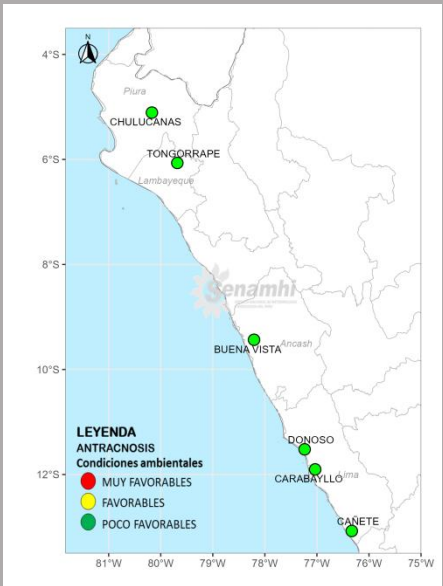 N
4°S
Piura
CHULUCANAS
TONGORRAPE
6°S
Lambayeque
8°S
Senamhi
BUENA VISTA
Ancash
10°S
LEYENDA
ANTRACNOSIS
Condiciones ambientales
MUY FAVORABLES
FAVORABLES
POCO FAVORABLES
DONOSO
12°S
CARABAYLLO
Lima
CAÑETE
81°W 80°W 79°W 78°W 77°W 76°W 75°W